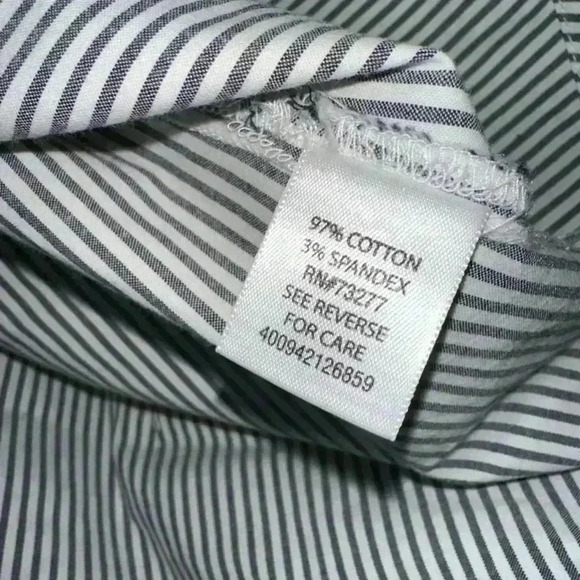 97% COTTON
3% SPANDEX
RN#73277
SEE REVERSE
FOR CARE
400942126859